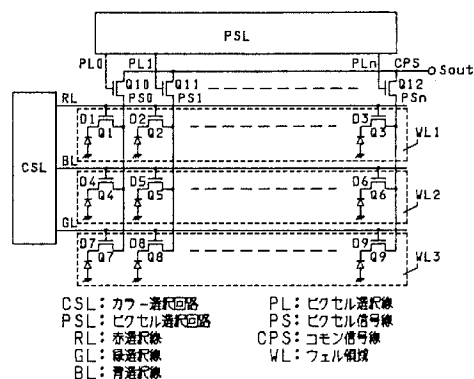 PSL
PL0 PL1 PLn CPS
Sout
Q10 Q11 Q12
PS0 PS1 PSn
RL
D1 Q1 D2 Q2 D3 Q3 WL1
CSL
BL
D4 Q4 D5 Q5 D6 Q6 WL2
GL
D7 Q7 D8 Q8 D9 Q9 WL3
CSL: カラー選択回路
PSL: ピクセル選択回路
RL: 赤選択線
GL: 緑選択線
BL: 青選択線
PL: ピクセル選択線
PS: ピクセル信号線
CPS: コモン信号線
WL: ウェル領域